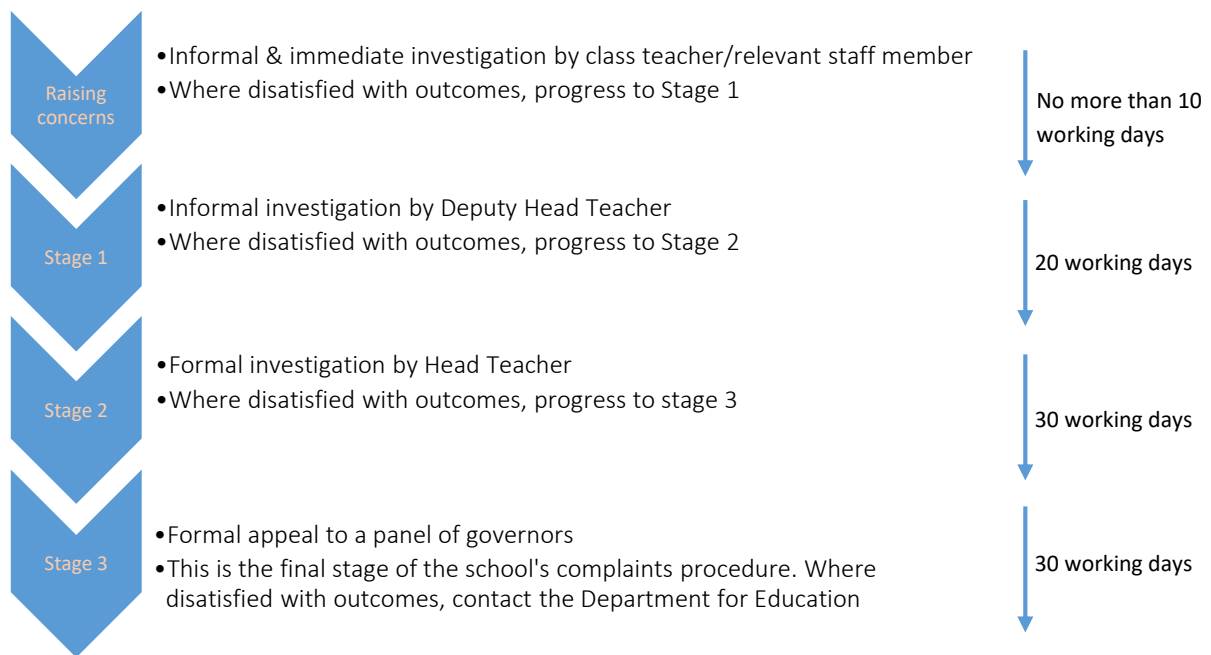 Raising
concerns
•Informal & immediate investigation by class teacher/relevant staff member
•Where disatisfied with outcomes, progress to Stage 1
No more than 10
working days
Stage 1
•Informal investigation by Deputy Head Teacher
•Where disatisfied with outcomes, progress to Stage 2
20 working days
Stage 2
•Formal investigation by Head Teacher
•Where disatisfied with outcomes, progress to stage 3
30 working days
Stage 3
•Formal appeal to a panel of governors
•This is the final stage of the school's complaints procedure. Where
disatisfied with outcomes, contact the Department for Education
30 working days